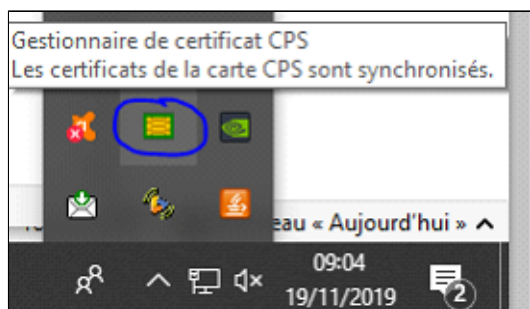 Gestionnaire de certificat CPS
Les certificats de la carte CPS sont synchronisés.
eau « Aujourd'hui »
09:04
19/11/2019
2